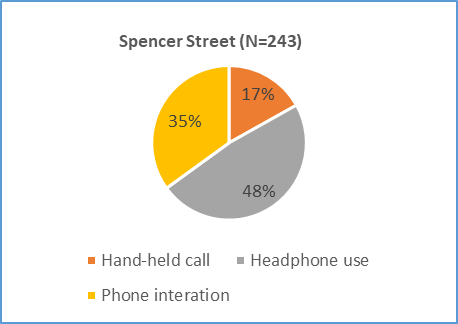 Spencer Street (N=243)
17%
35%
48%
Hand-held call
Headphone use
Phone interation